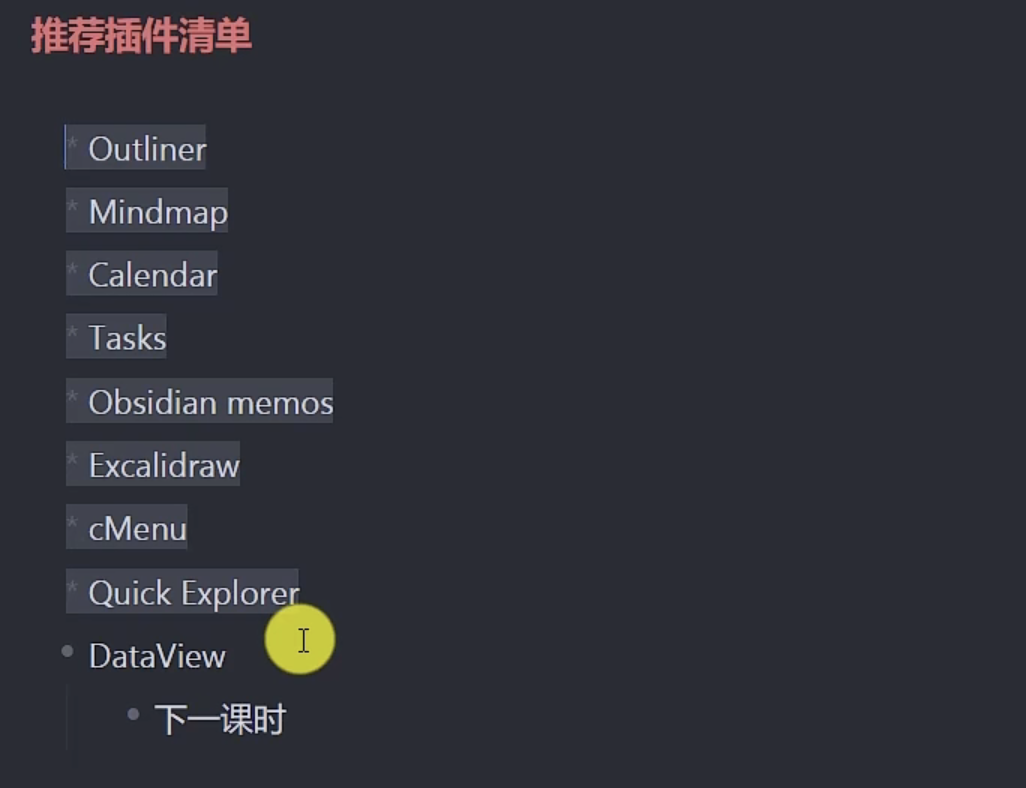 推荐插件清单
* Outliner
* Mindmap
* Calendar
* Tasks
* Obsidian memos
* Excalidraw
* cMenu
* Quick Explorer
• DataView
• 下一课时